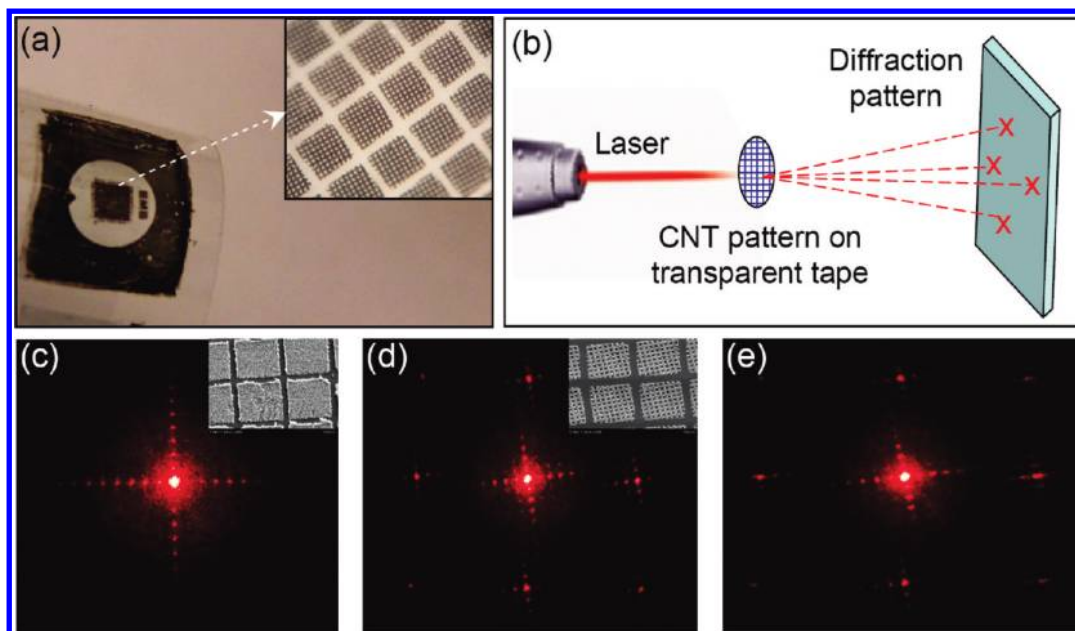 (a)
(b)
Diffraction
pattern
Laser
X
X
X
X
CNT pattern on
transparent tape
(c)
(d)
(e)